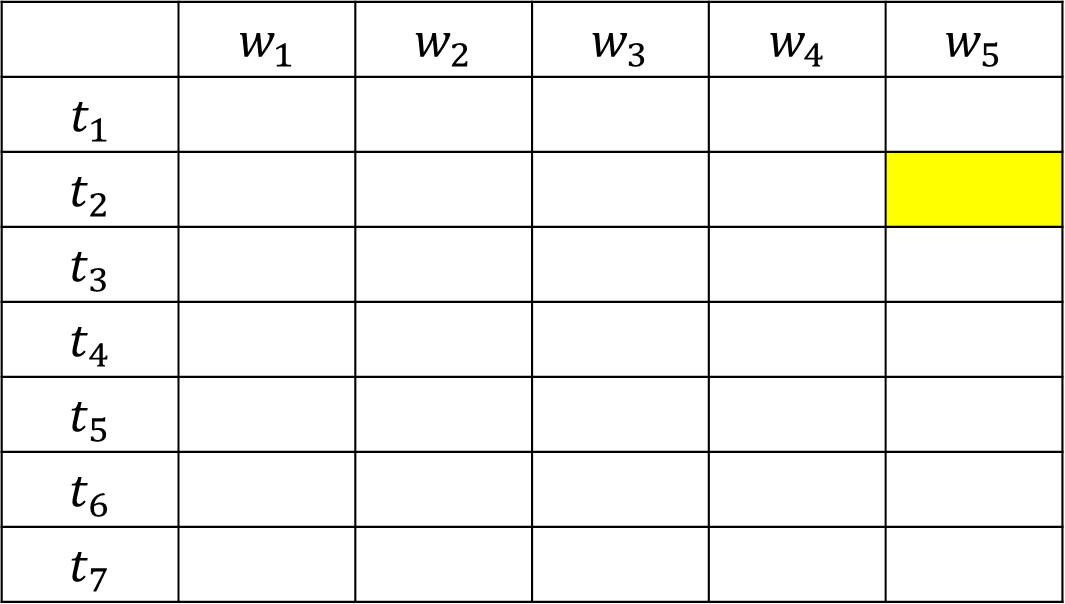 w₁ w₂ w₃ w₄ w₅
t₁
t₂
t₃
t₄
t₅
t₆
t₇